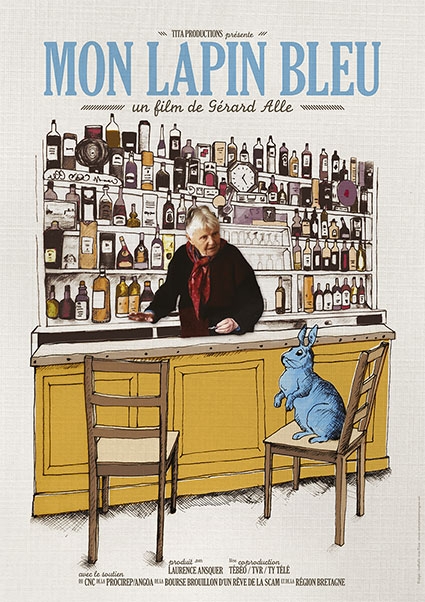 TITA PRODUCTIONS présente
MON LAPIN BLEU
un film de Gérard Alle
produit par LAURENCE ANSQUER
Une coproduction TÉBÉO / TVR / TY TÉLÉ
avec le soutien
DU CNC DE LA PROCIREP/ANGOA DE LA BOURSE BROUILLON D'UN RÊVE DE LA SCAM ET DE LA RÉGION BRETAGNE